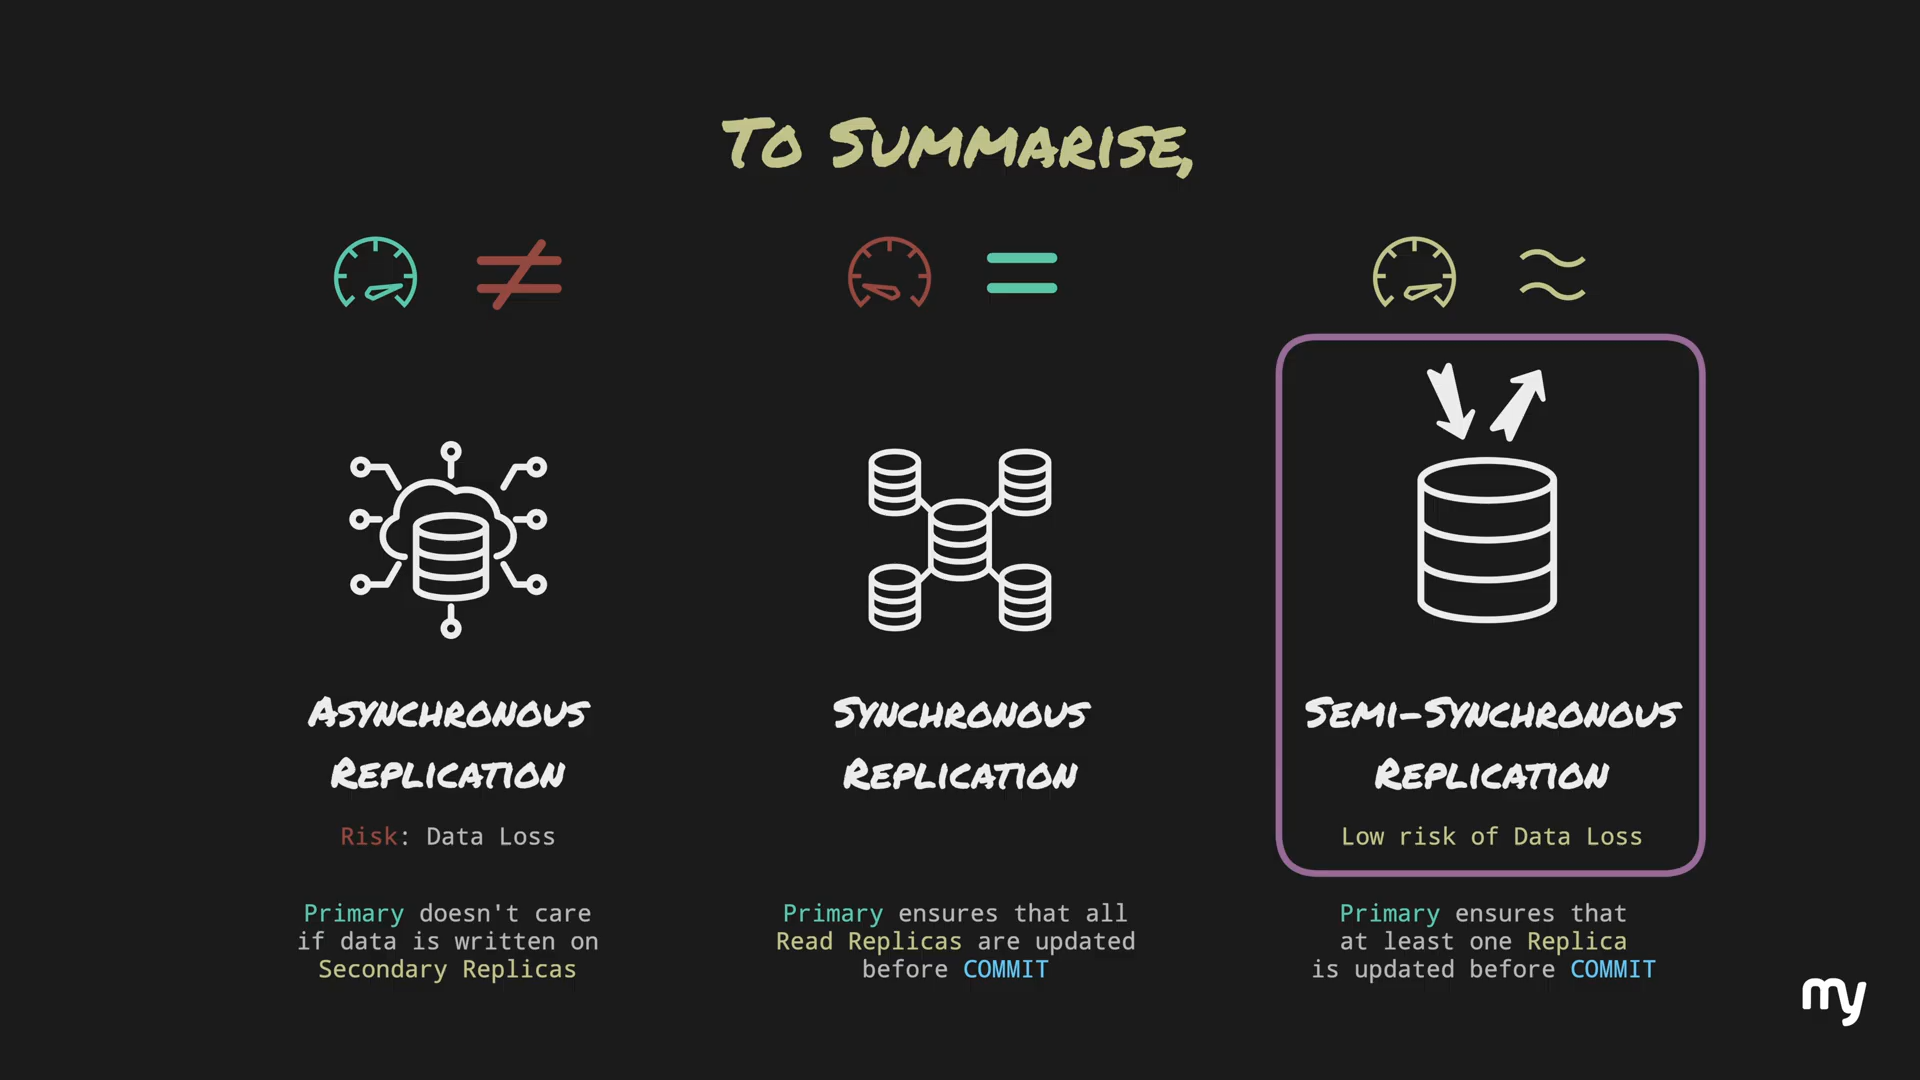 To Summarise,
Asynchronous
Replication
Risk: Data Loss
Primary doesn't care
if data is written on
Secondary Replicas
Synchronous
Replication
Primary ensures that all
Read Replicas are updated
before COMMIT
Semi-Synchronous
Replication
Low risk of Data Loss
Primary ensures that
at least one Replica
is updated before COMMIT
my